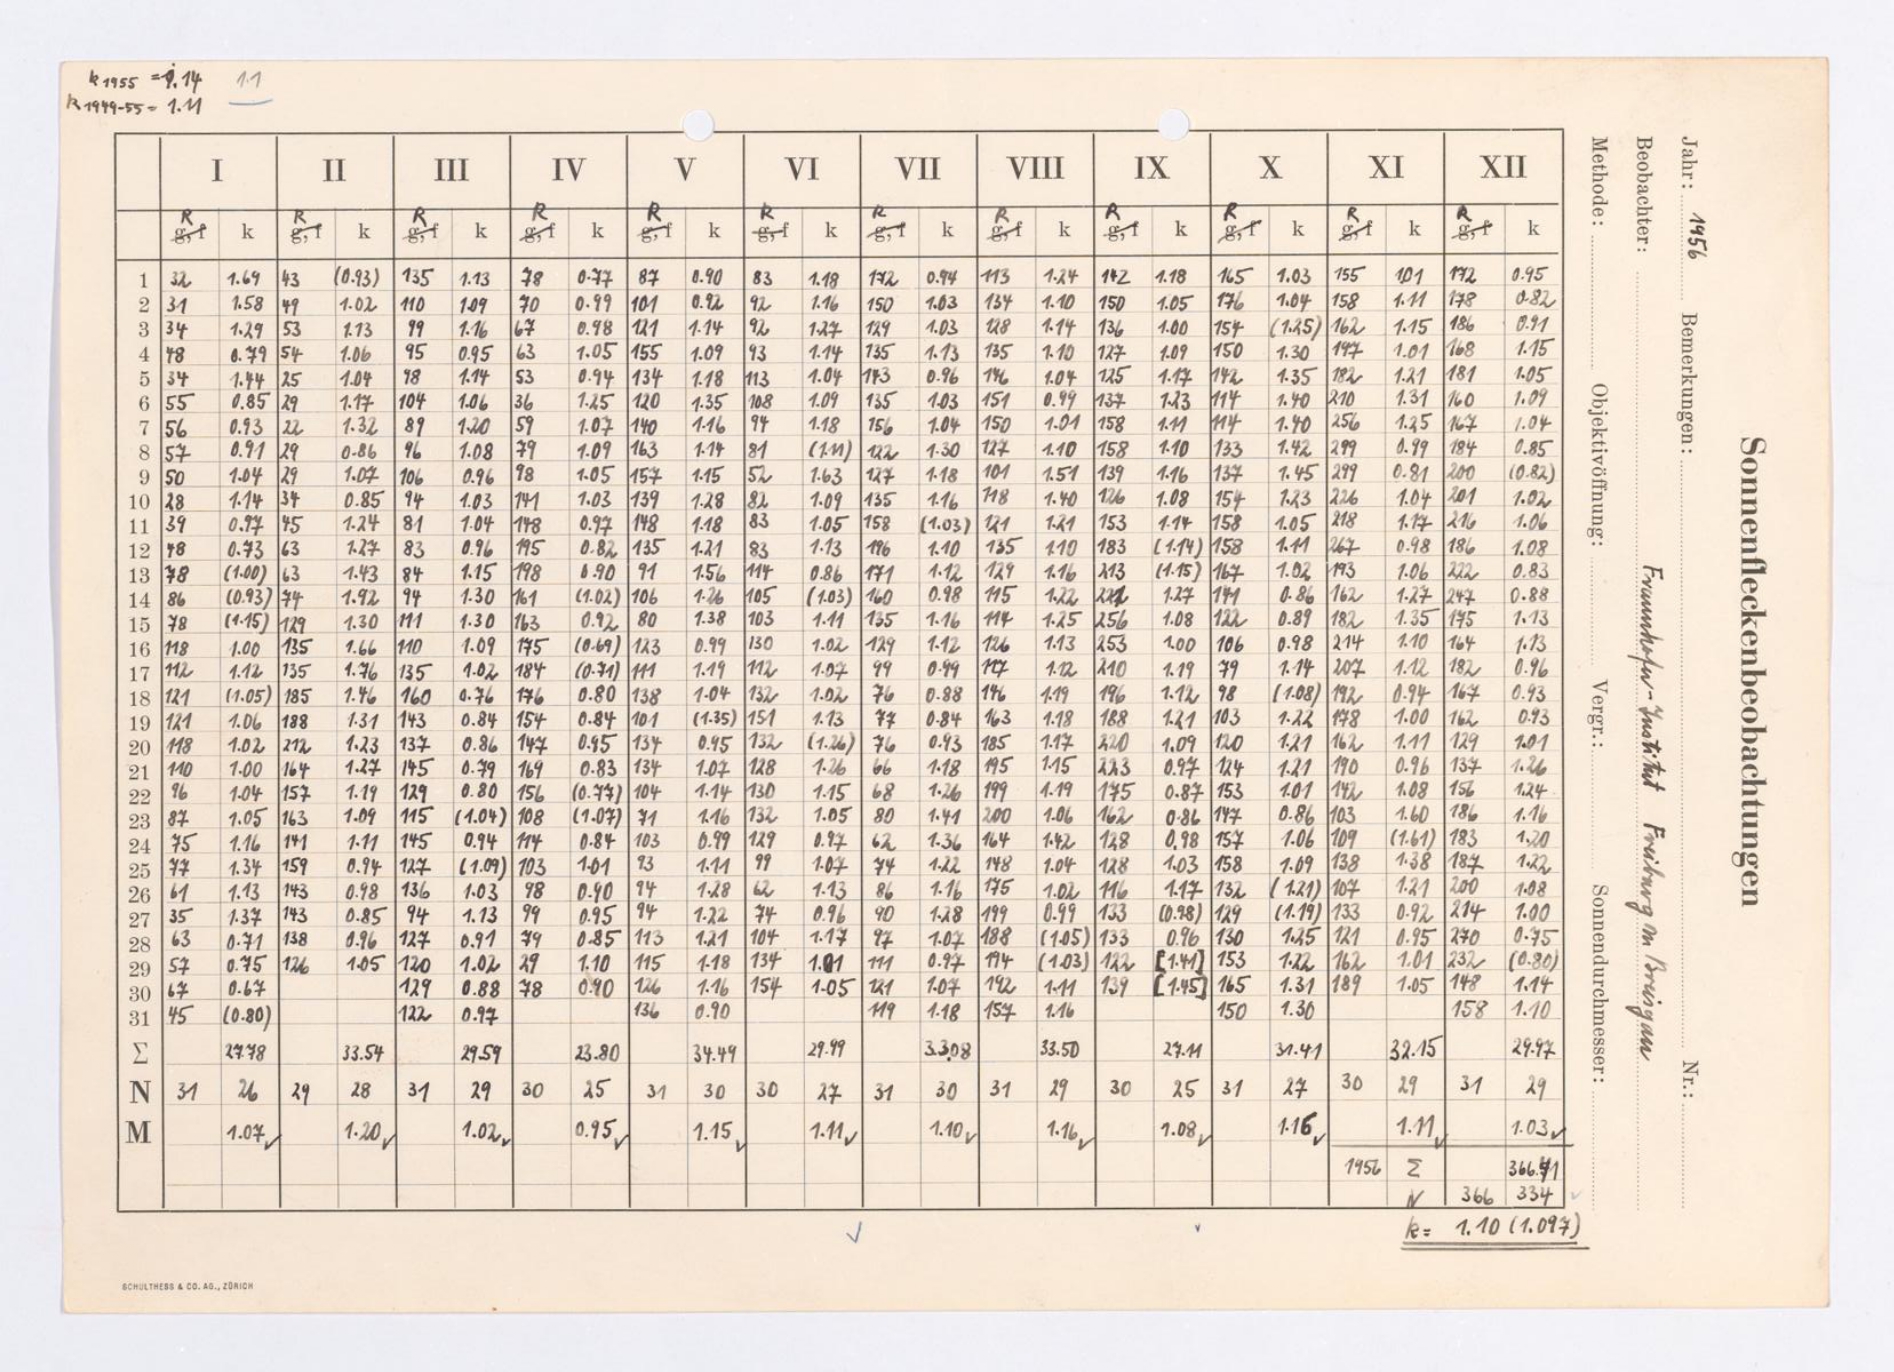 k 1955 = 1.14 1.1
k 1949-55 = 1.11
I II III IV V VI VII VIII IX X XI XII
R R R R R R R R R R R R
g, f k g, f k g, f k g, f k g, f k g, f k g, f k g, f k g, f k g, f k g, f k g, f k
1 32 1.69 43 (0.93) 135 1.13 78 0.77 87 0.90 83 1.18 172 0.94 113 1.24 142 1.18 165 1.03 155 1.01 172 0.95
2 31 1.58 49 1.02 110 1.09 70 0.99 101 0.92 92 1.16 150 1.03 134 1.10 150 1.05 176 1.04 158 1.11 178 0.82
3 34 1.29 53 1.13 99 1.16 67 0.98 121 1.14 92 1.27 129 1.03 128 1.14 136 1.00 154 (1.25) 162 1.15 186 0.91
4 48 0.79 54 1.06 95 0.95 63 1.05 155 1.09 93 1.14 135 1.13 135 1.10 127 1.09 150 1.30 197 1.01 168 1.15
5 34 1.44 25 1.04 98 1.14 53 0.94 134 1.18 113 1.04 143 0.96 146 1.04 125 1.17 142 1.35 182 1.21 181 1.05
6 55 0.85 29 1.17 104 1.06 36 1.25 120 1.35 108 1.09 135 1.03 151 0.99 137 1.23 114 1.40 210 1.31 160 1.09
7 56 0.93 22 1.32 89 1.20 59 1.07 140 1.16 94 1.18 156 1.04 150 1.01 158 1.11 114 1.40 256 1.25 167 1.04
8 57 0.91 29 0.86 96 1.08 79 1.09 163 1.14 81 (1.11) 122 1.30 127 1.10 158 1.10 133 1.42 299 0.99 184 0.85
9 50 1.04 29 1.07 106 0.96 98 1.05 157 1.15 52 1.63 127 1.18 101 1.51 139 1.16 137 1.45 299 0.81 200 (0.82)
10 28 1.14 34 0.85 94 1.03 141 1.03 139 1.28 82 1.09 135 1.16 118 1.40 126 1.08 154 1.23 226 1.04 201 1.02
11 39 0.97 45 1.24 81 1.04 148 0.97 148 1.18 83 1.05 158 (1.03) 121 1.21 153 1.14 158 1.05 218 1.17 216 1.06
12 48 0.73 63 1.27 83 0.96 195 0.82 135 1.21 83 1.13 186 1.10 135 1.10 183 (1.14) 158 1.11 267 0.98 186 1.08
13 78 (1.00) 63 1.43 84 1.15 198 0.90 91 1.56 114 0.86 171 1.12 129 1.16 213 (1.15) 167 1.02 193 1.06 222 0.83
14 86 (0.93) 74 1.92 94 1.30 161 (1.02) 106 1.26 105 (1.03) 160 0.98 115 1.22 221 1.27 141 0.86 162 1.27 247 0.88
15 78 (1.15) 129 1.30 111 1.30 163 0.92 80 1.38 103 1.11 135 1.16 114 1.25 256 1.08 122 0.89 182 1.35 175 1.13
16 118 1.00 135 1.66 110 1.09 175 (0.69) 123 0.99 130 1.02 129 1.12 126 1.13 253 1.00 106 0.98 214 1.10 164 1.13
17 112 1.12 135 1.76 135 1.02 184 (0.71) 111 1.19 112 1.07 99 0.99 117 1.12 210 1.19 79 1.14 207 1.12 182 0.96
18 121 (1.05) 185 1.46 160 0.76 176 0.80 138 1.04 132 1.02 76 0.88 146 1.19 196 1.12 98 (1.08) 192 0.94 167 0.93
19 121 1.06 188 1.31 143 0.84 154 0.84 101 (1.35) 151 1.13 77 0.84 163 1.18 188 1.21 103 1.22 178 1.00 162 0.93
20 118 1.02 212 1.23 137 0.86 147 0.95 134 0.95 132 (1.26) 76 0.93 185 1.17 220 1.09 120 1.21 162 1.11 129 1.01
21 110 1.00 164 1.27 145 0.79 169 0.83 134 1.07 128 1.26 66 1.18 195 1.15 223 0.97 124 1.21 190 0.96 137 1.26
22 96 1.04 157 1.19 129 0.80 156 (0.77) 104 1.14 130 1.15 68 1.26 199 1.19 175 0.87 153 1.01 142 1.08 156 1.24
23 87 1.05 163 1.09 115 (1.04) 108 (1.07) 71 1.16 132 1.05 80 1.41 200 1.06 162 0.86 147 0.86 103 1.60 186 1.16
24 75 1.16 141 1.11 145 0.94 114 0.84 103 0.99 129 0.97 62 1.36 164 1.42 128 0.98 157 1.06 109 (1.61) 183 1.20
25 77 1.34 159 0.94 127 (1.09) 103 1.01 93 1.11 99 1.07 74 1.22 148 1.04 128 1.03 158 1.09 138 1.38 187 1.22
26 61 1.13 143 0.98 136 1.03 98 0.90 94 1.28 62 1.13 86 1.16 175 1.02 116 1.17 132 (1.21) 107 1.21 200 1.08
27 35 1.37 143 0.85 94 1.13 99 0.95 94 1.22 74 0.96 90 1.28 199 0.99 133 (0.98) 129 (1.19) 133 0.92 214 1.00
28 63 0.71 138 0.96 127 0.91 79 0.85 113 1.21 104 1.17 97 1.07 188 (1.05) 133 0.96 130 1.25 121 0.95 270 0.75
29 57 0.75 126 1.05 120 1.02 29 1.10 115 1.18 134 1.01 111 0.97 194 (1.03) 122 [1.41] 153 1.22 162 1.01 232 (0.80)
30 67 0.67 129 0.88 78 0.90 126 1.16 154 1.05 121 1.07 192 1.11 139 [1.45] 165 1.31 189 1.05 148 1.14
31 45 (0.80) 122 0.97 136 0.90 119 1.18 157 1.16 150 1.30 158 1.10
Σ 27.78 33.54 29.59 23.80 34.49 29.99 33.08 33.50 27.11 31.41 32.15 29.97
N 31 26 29 28 31 29 30 25 31 30 30 27 31 30 31 29 30 25 31 27 30 29 31 29
M 1.07 1.20 1.02 0.95 1.15 1.11 1.10 1.16 1.08 1.16 1.11 1.03
1956 Σ 366.41
N 366 334
k = 1.10 (1.097)
SCHULTHESS & CO. AG., ZÜRICH
Sonnenfleckenbeobachtungen
Jahr: 1956 Bemerkungen: Nr.:
Beobachter: Fraunhofer-Institut Freiburg im Breisgau
Methode: Objektivöffnung: Vergr.: Sonnendurchmesser: